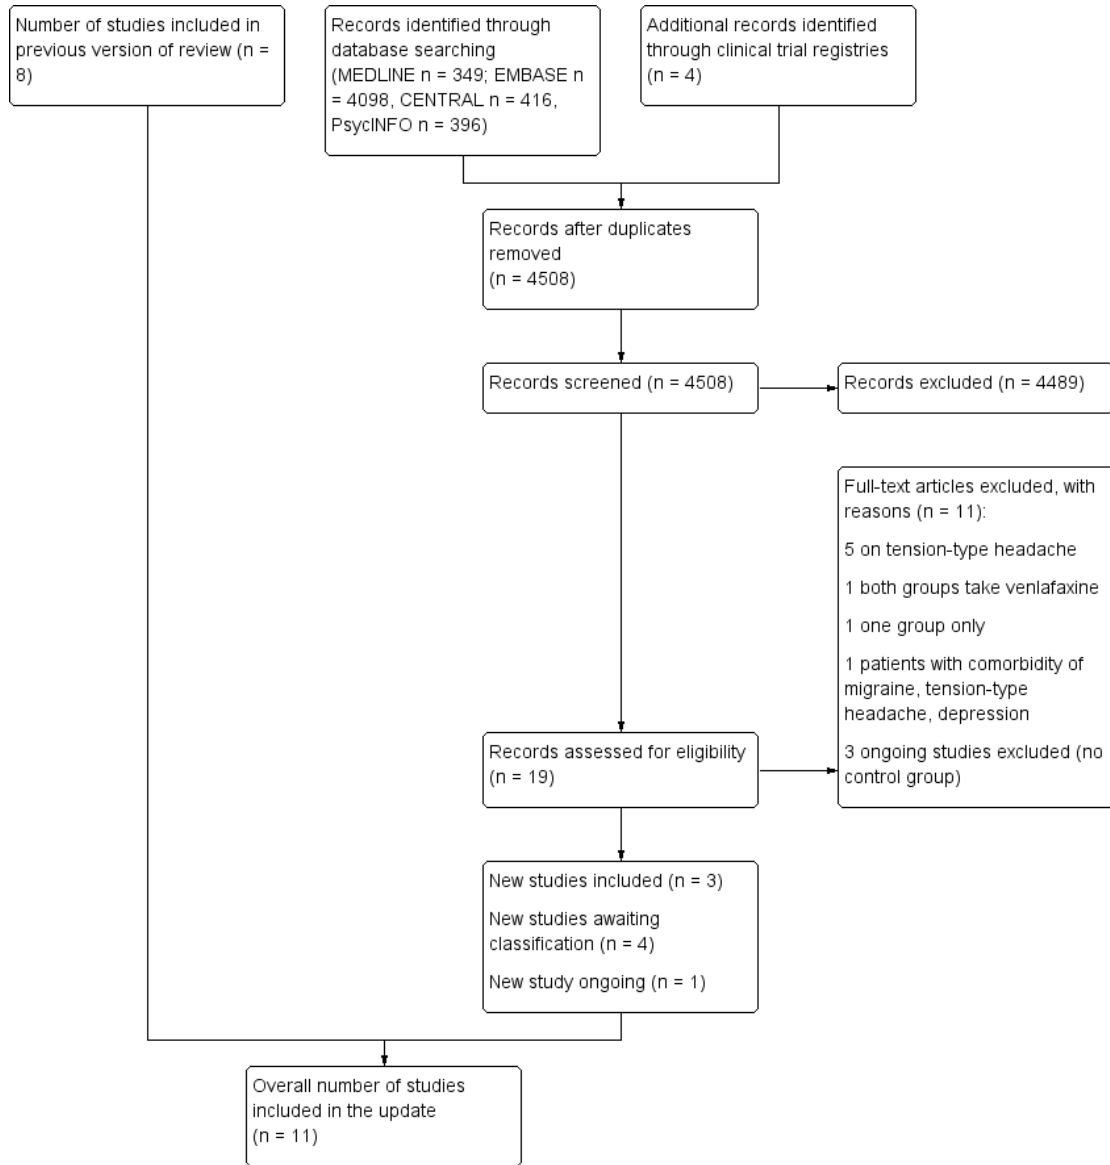 Number of studies included in
previous version of review (n =
8)
Records identified through
database searching
(MEDLINE n = 349; EMBASE n
= 4098, CENTRAL n = 416,
PsycINFO n = 396)
Additional records identified
through clinical trial registries
(n = 4)
Records after duplicates
removed
(n = 4508)
Records screened (n = 4508)
Records excluded (n = 4489)
Full-text articles excluded, with
reasons (n = 11):
5 on tension-type headache
1 both groups take venlafaxine
1 one group only
1 patients with comorbidity of
migraine, tension-type
headache, depression
3 ongoing studies excluded (no
control group)
Records assessed for eligibility
(n = 19)
New studies included (n = 3)
New studies awaiting
classification (n = 4)
New study ongoing (n = 1)
Overall number of studies
included in the update
(n = 11)